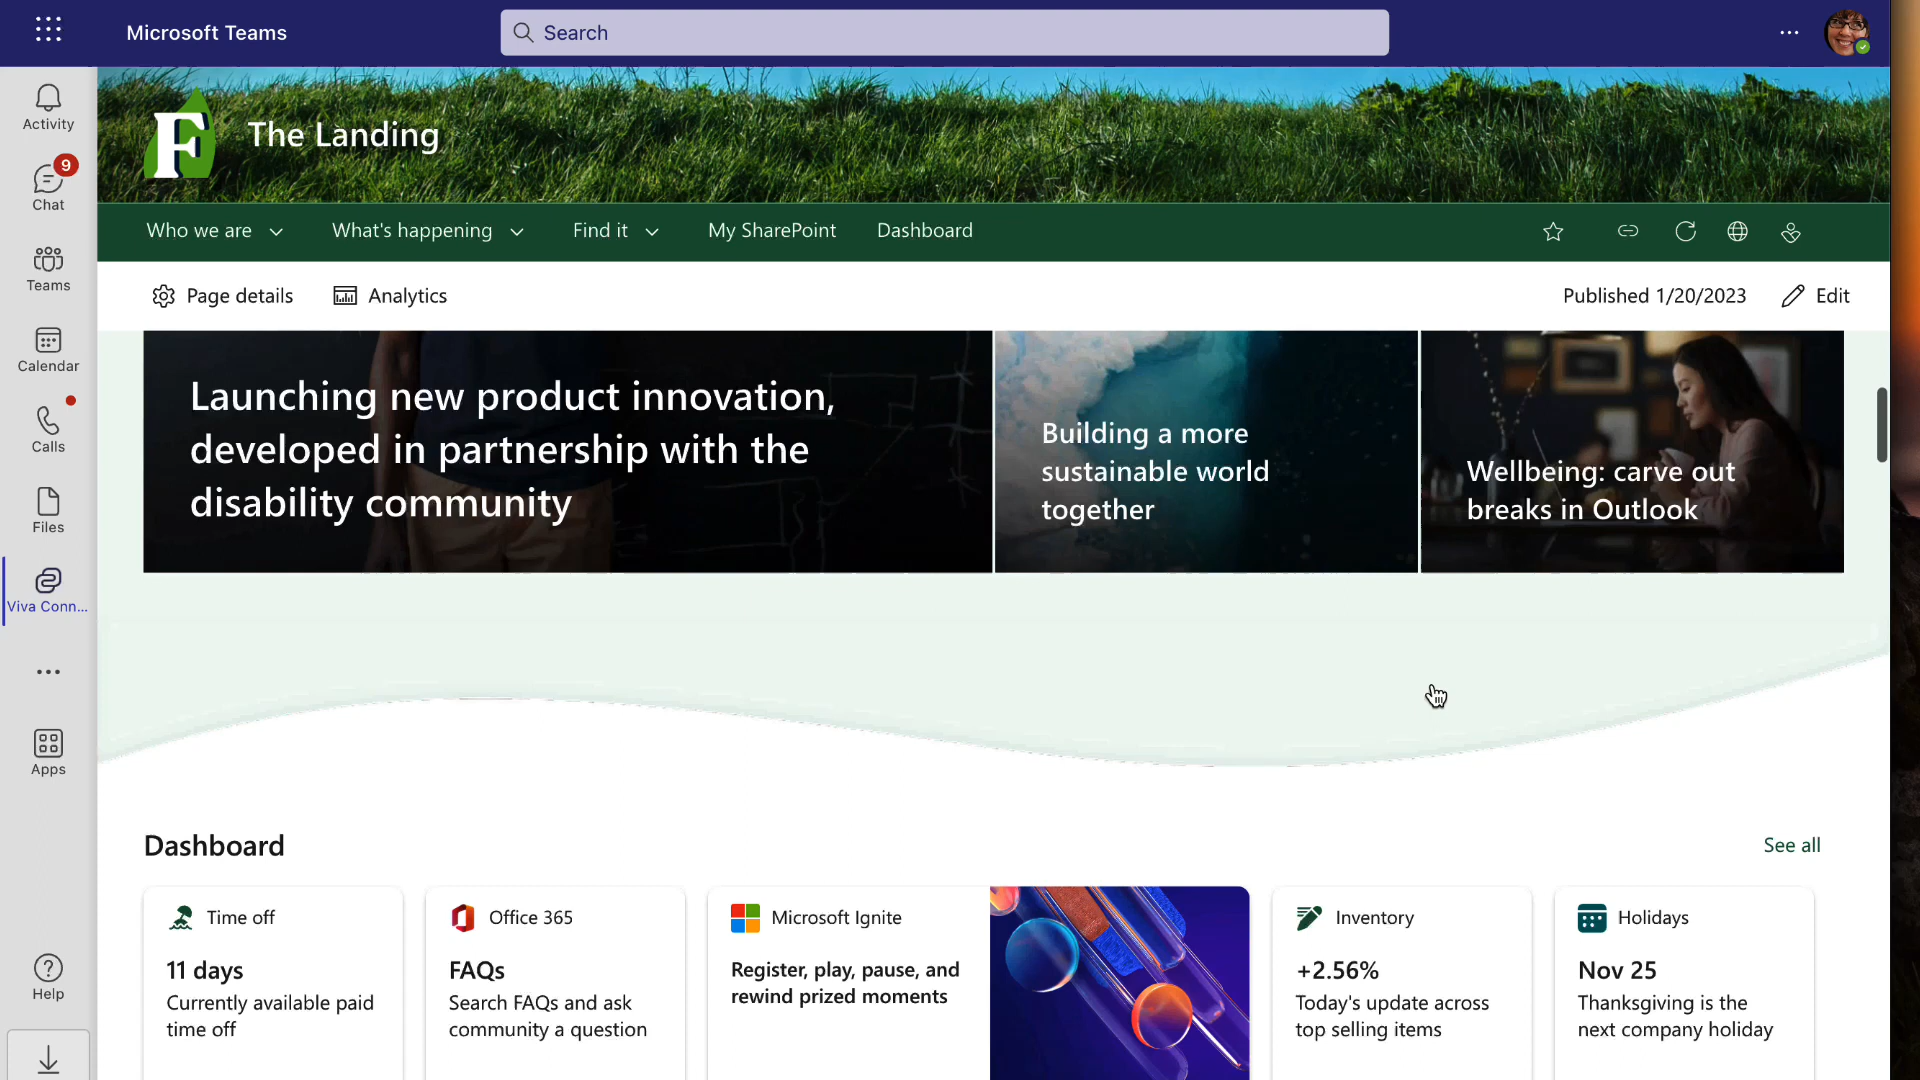 Microsoft Teams
Search
Activity
9
Chat
Teams
Calendar
Calls
Files
Viva Conn...
Apps
Help
F
The Landing
Who we are
What's happening
Find it
My SharePoint
Dashboard
Page details
Analytics
Published 1/20/2023
Edit
Launching new product innovation,
developed in partnership with the
disability community
Building a more
sustainable world
together
Wellbeing: carve out
breaks in Outlook
Dashboard
See all
Time off
11 days
Currently available paid
time off
Office 365
FAQs
Search FAQs and ask
community a question
Microsoft Ignite
Register, play, pause, and
rewind prized moments
Inventory
+2.56%
Today's update across
top selling items
Holidays
Nov 25
Thanksgiving is the
next company holiday